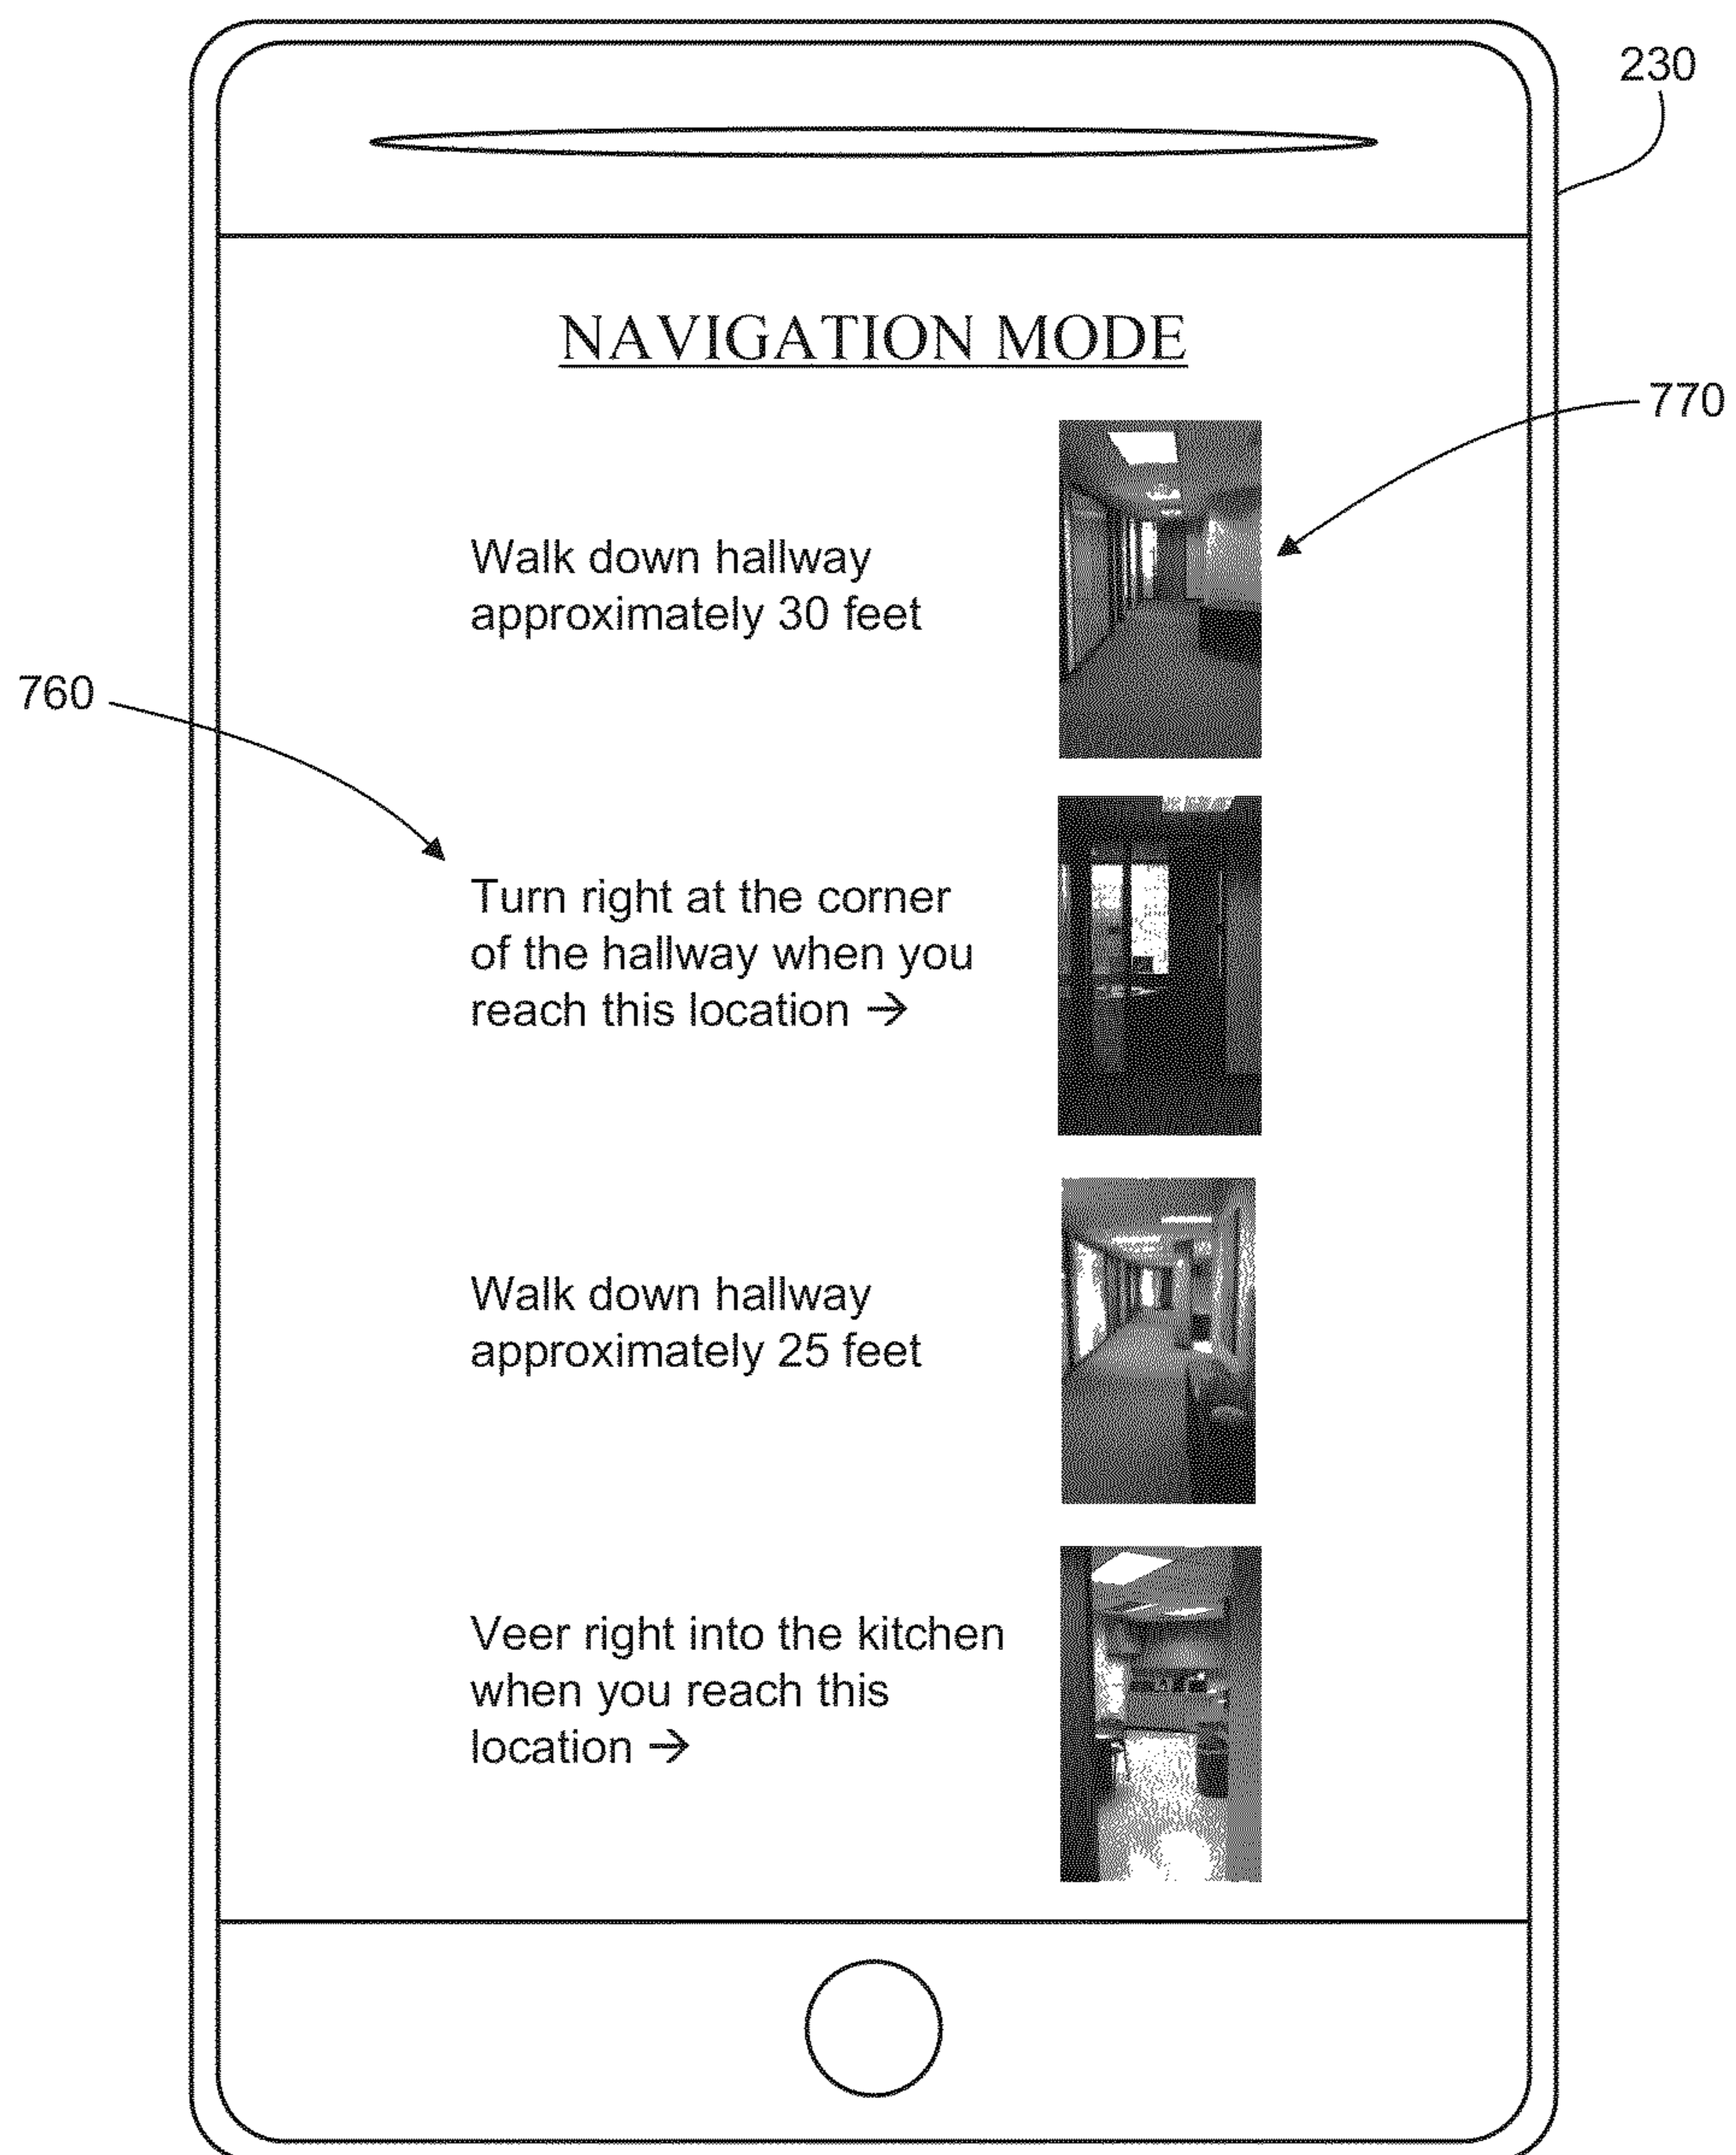 230
NAVIGATION MODE
770
Walk down hallway
approximately 30 feet
760
Turn right at the corner
of the hallway when you
reach this location →
Walk down hallway
approximately 25 feet
Veer right into the kitchen
when you reach this
location →